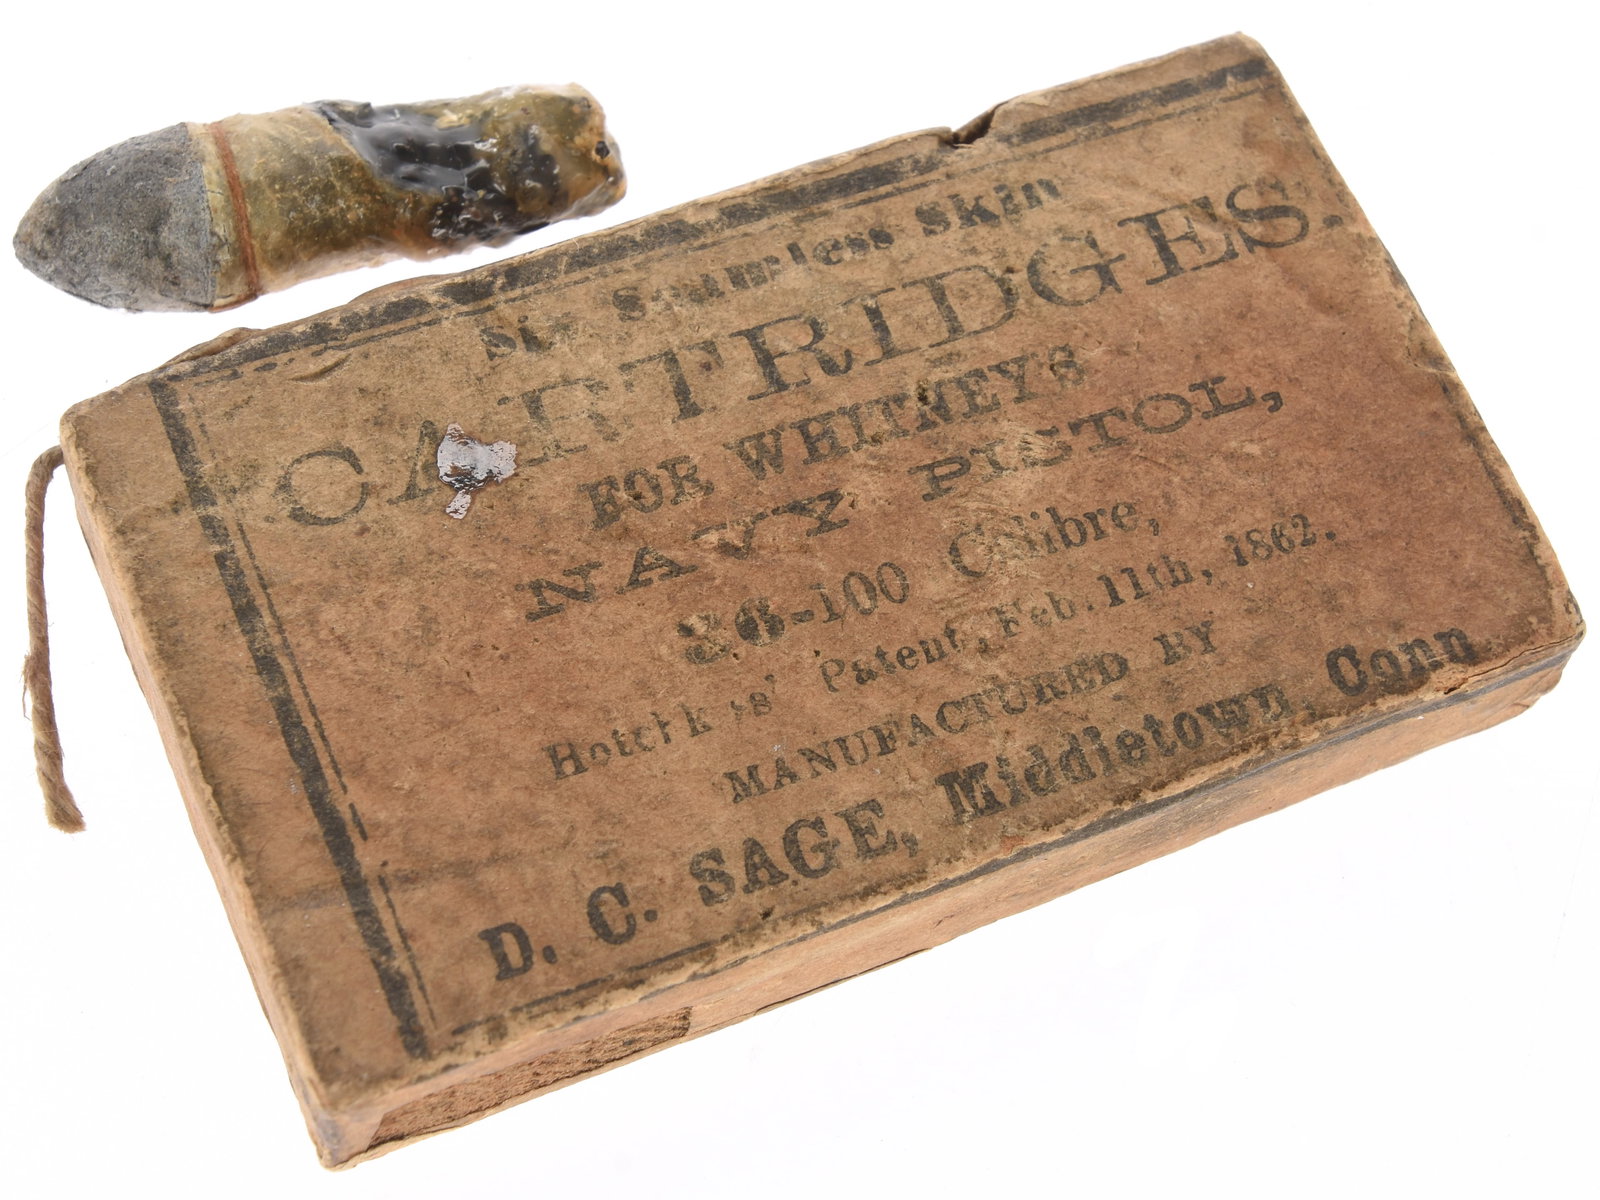 Six Seamless Skin
CARTRIDGES.
FOR WHITNEY'S
NAVY PISTOL,
36-100 Calibre,
Hotchkiss' Patent, Feb. 11th, 1862.
MANUFACTURED BY
D. C. SAGE, Middletown, Conn